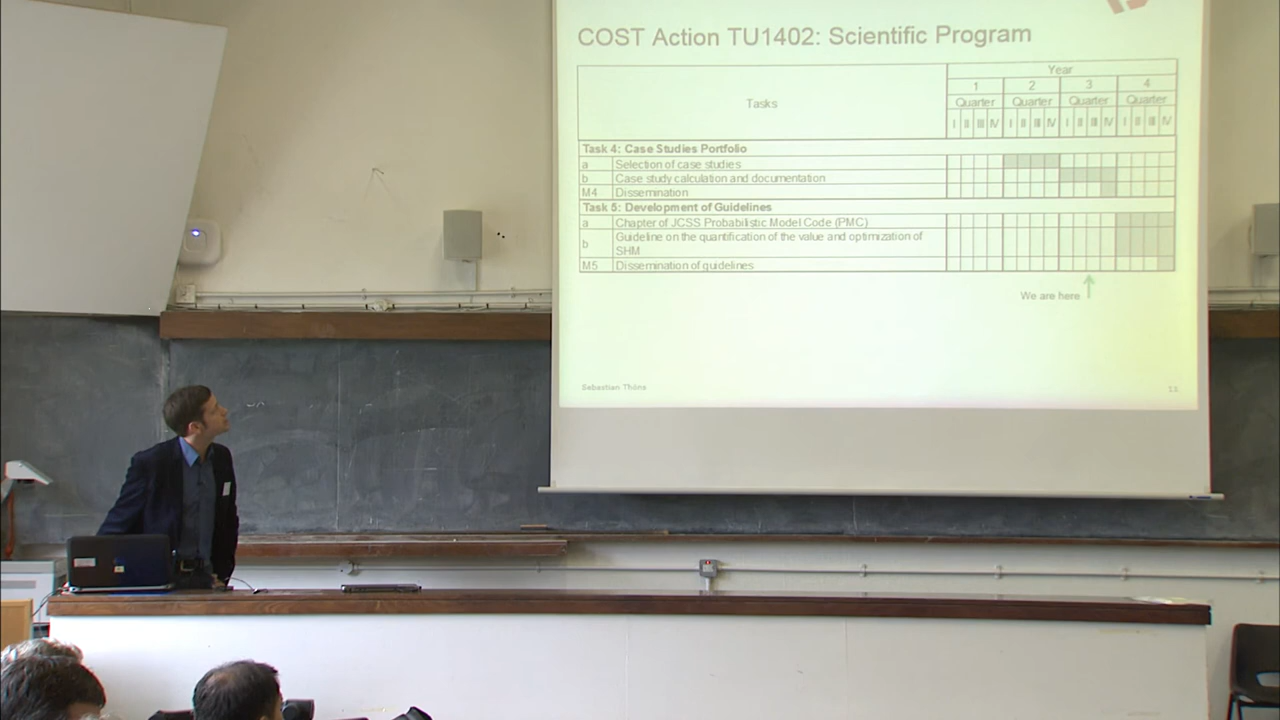 COST Action TU1402: Scientific Program
Tasks
Year
1 2 3 4
Quarter Quarter Quarter Quarter
I II III IV I II III IV I II III IV I II III IV
Task 4: Case Studies Portfolio
a Selection of case studies
b Case study calculation and documentation
M4 Dissemination
Task 5: Development of Guidelines
a Chapter of JCSS Probabilistic Model Code (PMC)
b Guideline on the quantification of the value and optimization of
SHM
M5 Dissemination of guidelines
We are here
Sebastian Thöns